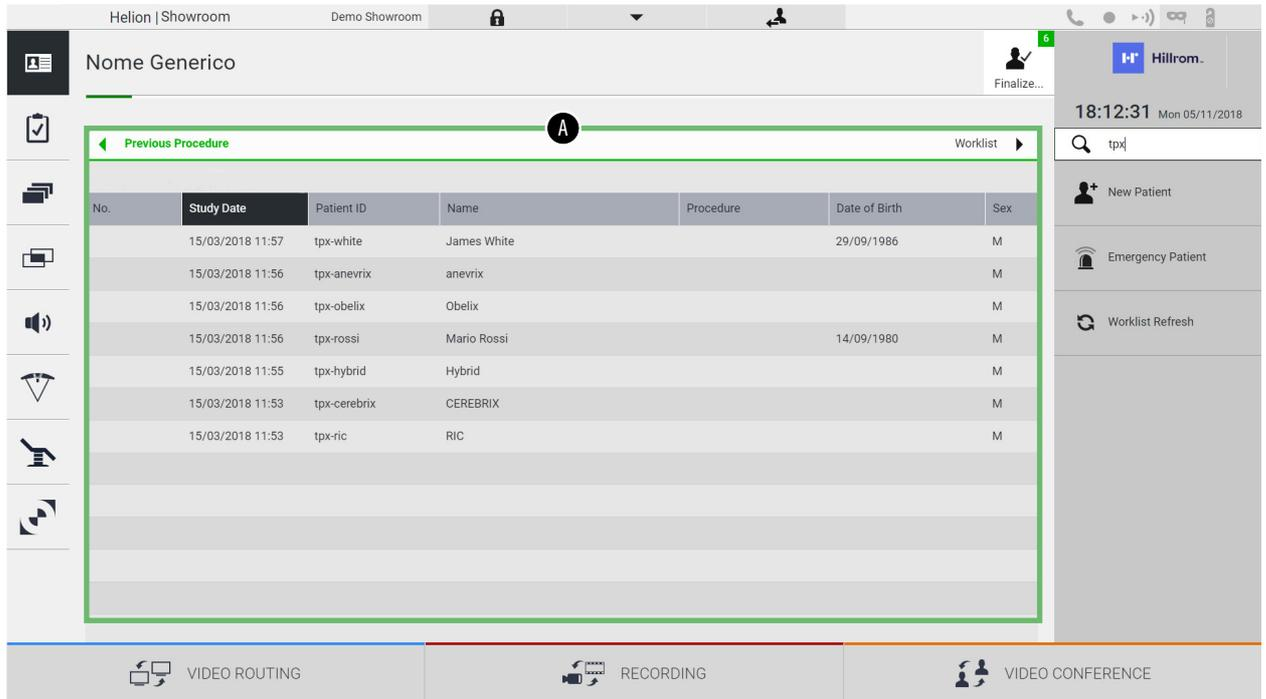 Helion | Showroom Demo Showroom
6
Nome Generico Finalize...
Hillrom
18:12:31 Mon 05/11/2018
A
Previous Procedure Worklist
tpx
No. Study Date Patient ID Name Procedure Date of Birth Sex
15/03/2018 11:57 tpx-white James White 29/09/1986 M
15/03/2018 11:56 tpx-anevrix anevrix M
15/03/2018 11:56 tpx-obelix Obelix M
15/03/2018 11:56 tpx-rossi Mario Rossi 14/09/1980 M
15/03/2018 11:55 tpx-hybrid Hybrid M
15/03/2018 11:53 tpx-cerebrix CEREBRIX M
15/03/2018 11:53 tpx-ric RIC M
New Patient
Emergency Patient
Worklist Refresh
VIDEO ROUTING RECORDING VIDEO CONFERENCE